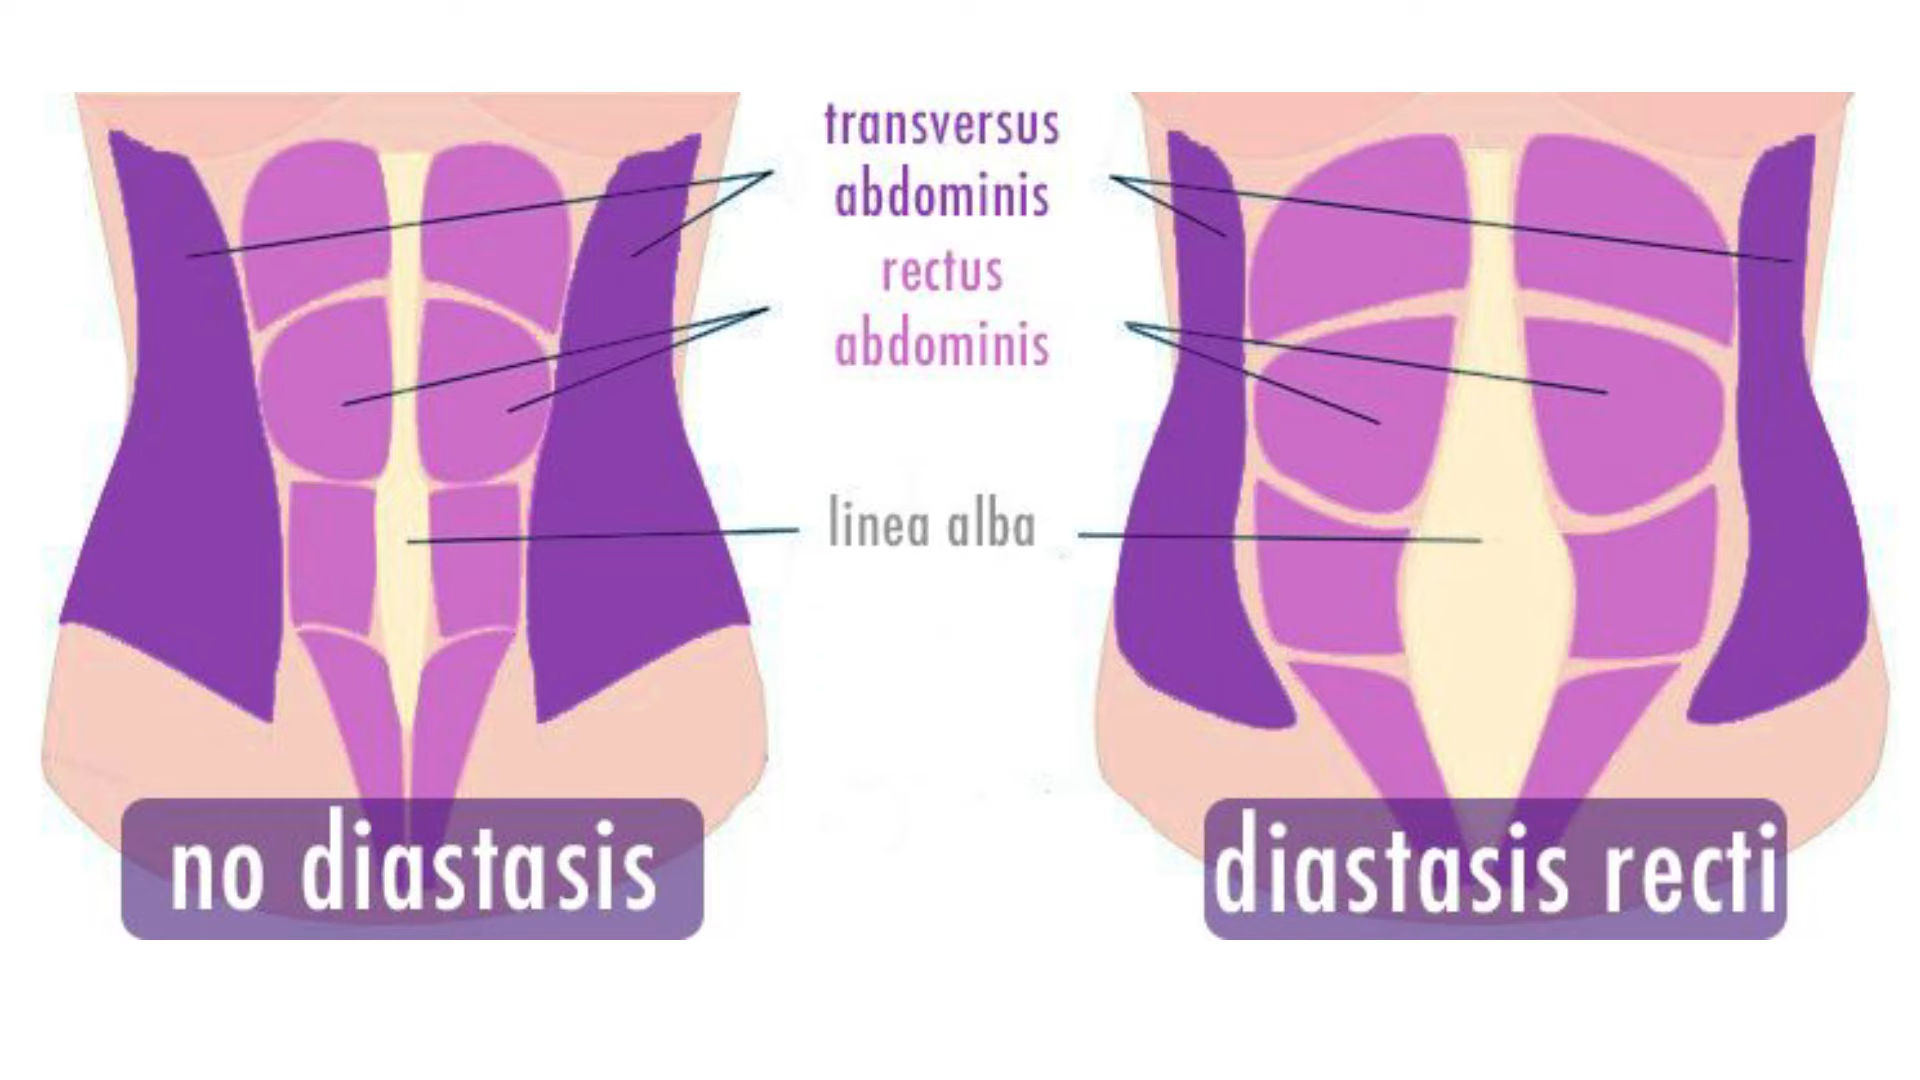 transversus
abdominis
rectus
abdominis
linea alba
no diastasis
diastasis recti